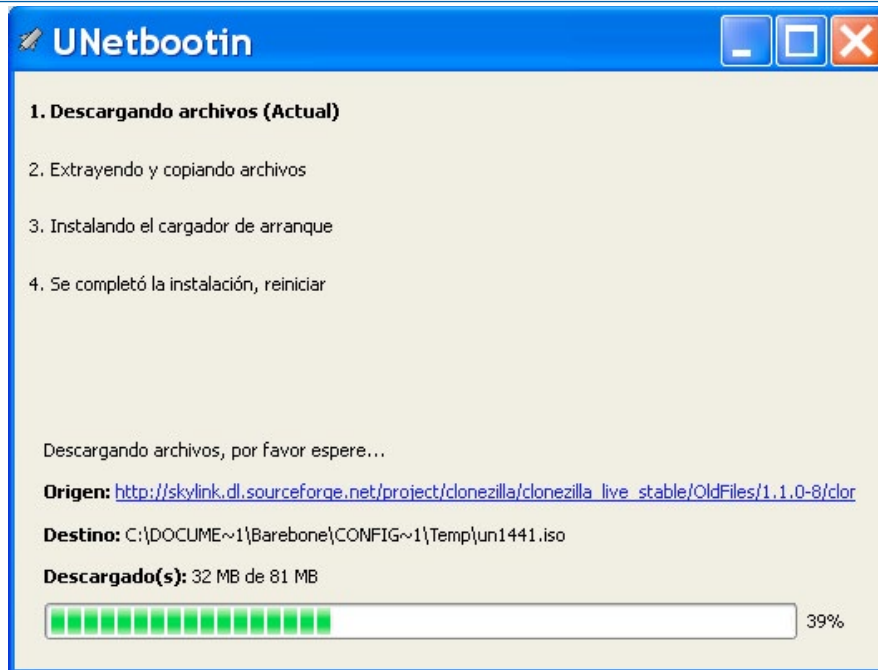 UNetbootin
1. Descargando archivos (Actual)
2. Extrayendo y copiando archivos
3. Instalando el cargador de arranque
4. Se completó la instalación, reiniciar
Descargando archivos, por favor espere...
Origen: http://skylink.dl.sourceforge.net/project/clonezilla/clonezilla_live_stable/OldFiles/1.1.0-8/clor
Destino: C:\DOCUME~1\Barebone\CONFIG~1\Temp\un1441.iso
Descargado(s): 32 MB de 81 MB
39%